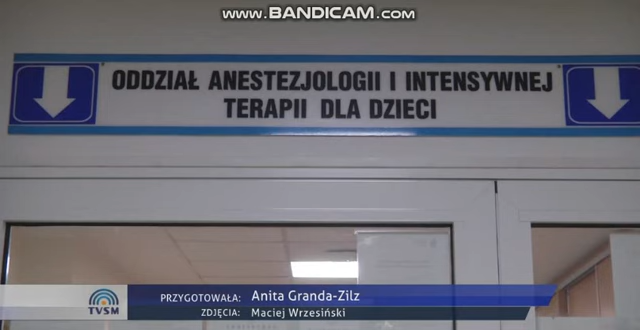 www.BANDICAM.com
ODDZIAŁ ANESTEZJOLOGII I INTENSYWNEJ
TERAPII DLA DZIECI
PRZYGOTOWAŁA: Anita Granda-Zilz
ZDJĘCIA: Maciej Wrzesiński
TVSM